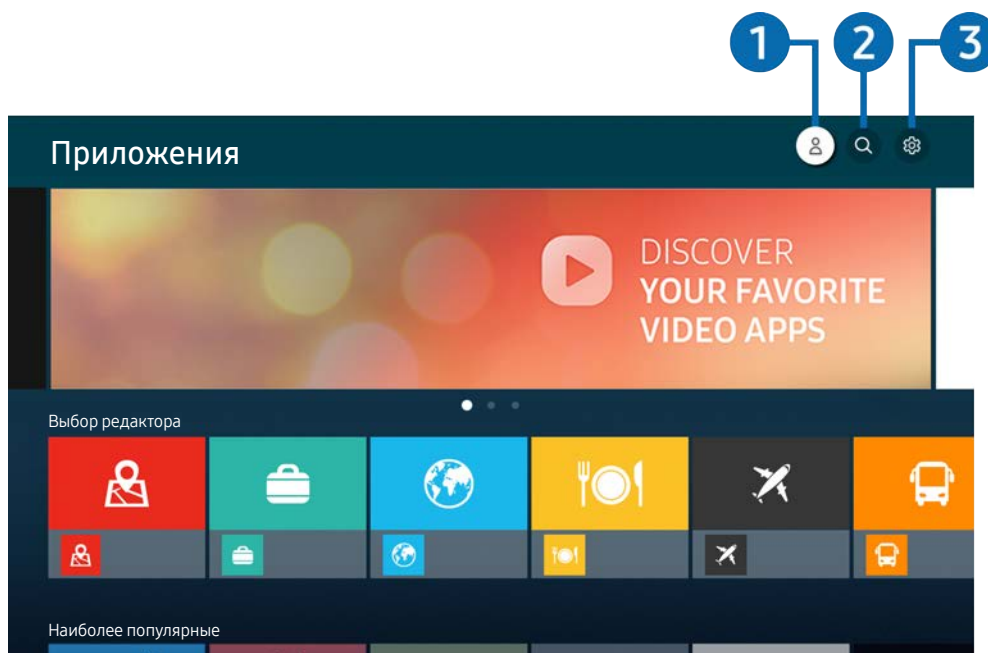 1 2 3
Приложения
DISCOVER
YOUR FAVORITE
VIDEO APPS
Выбор редактора
Наиболее популярные